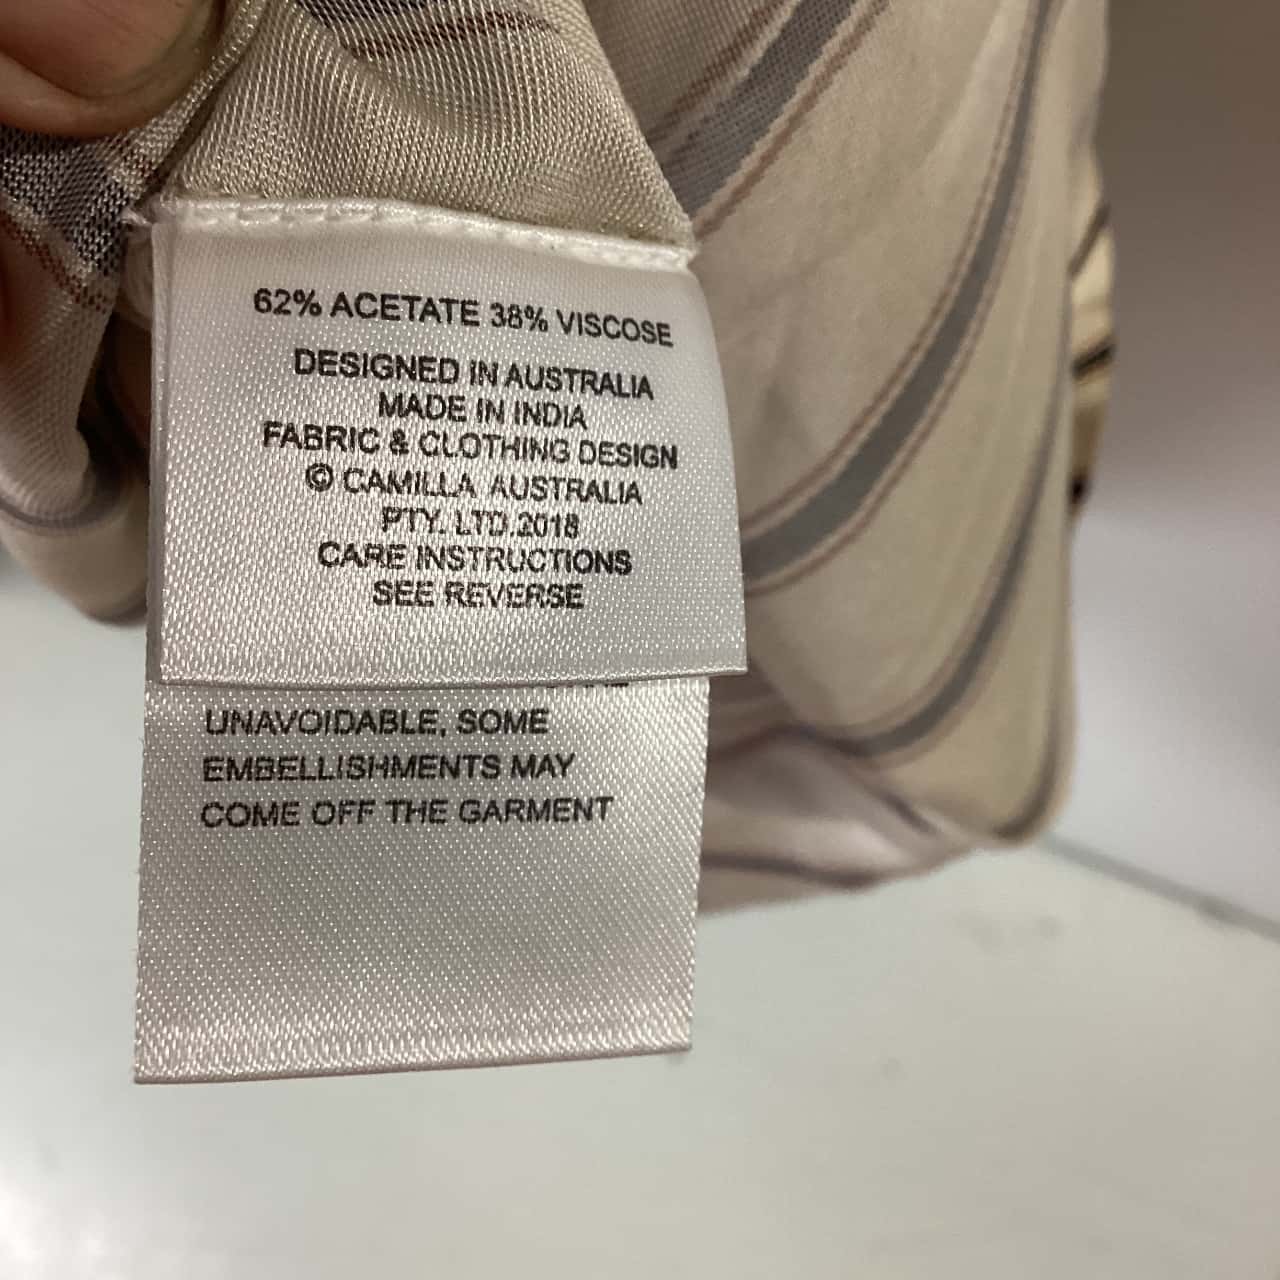 62% ACETATE 38% VISCOSE
DESIGNED IN AUSTRALIA
MADE IN INDIA
FABRIC & CLOTHING DESIGN
© CAMILLA AUSTRALIA
PTY. LTD.2018
CARE INSTRUCTIONS
SEE REVERSE
UNAVOIDABLE, SOME
EMBELLISHMENTS MAY
COME OFF THE GARMENT